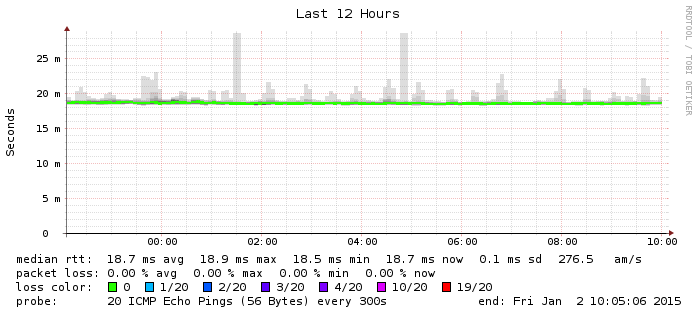 Last 12 Hours
RRDTOOL / TOBI OETIKER
Seconds
25 m
20 m
15 m
10 m
5 m
0
00:00 02:00 04:00 06:00 08:00 10:00
median rtt: 18.7 ms avg 18.9 ms max 18.5 ms min 18.7 ms now 0.1 ms sd 276.5 am/s
packet loss: 0.00 % avg 0.00 % max 0.00 % min 0.00 % now
loss color: 0 1/20 2/20 3/20 4/20 10/20 19/20
probe: 20 ICMP Echo Pings (56 Bytes) every 300s end: Fri Jan 2 10:05:06 2015